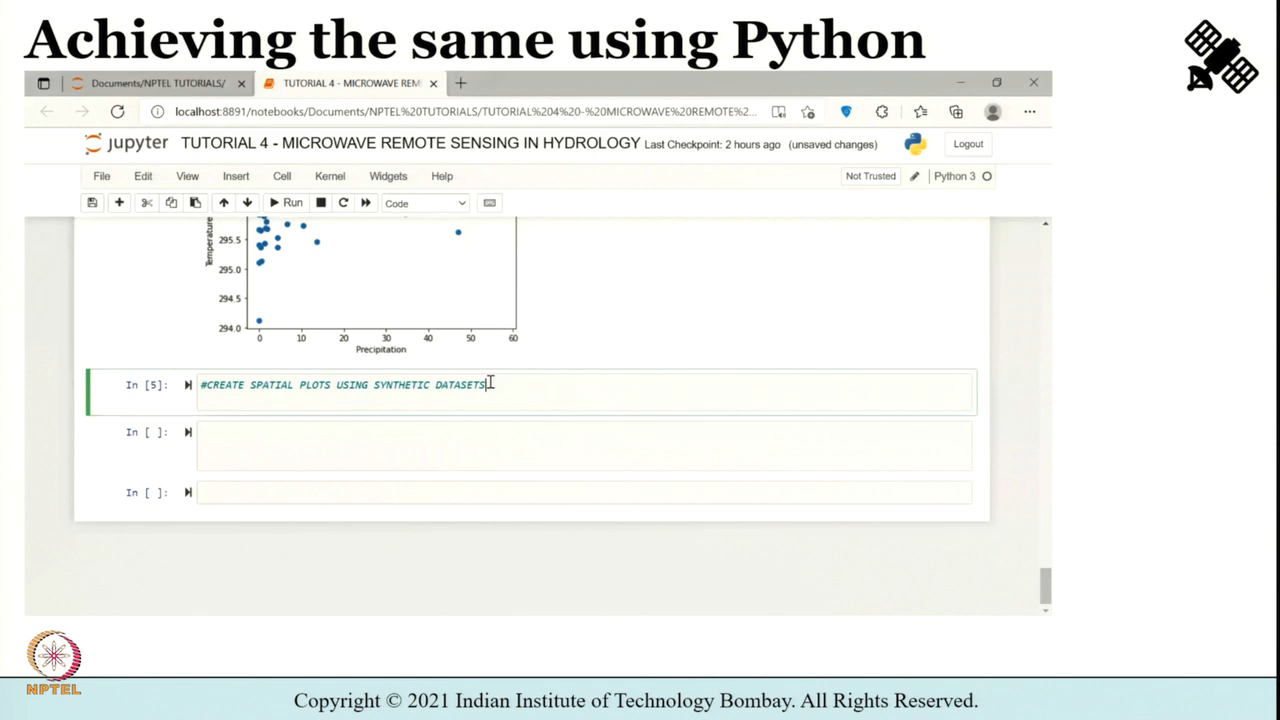 Achieving the same using Python
Documents/NPTEL TUTORIALS/
TUTORIAL 4 - MICROWAVE REM
localhost:8891/notebooks/Documents/NPTEL%20TUTORIALS/TUTORIAL%204%20-%20MICROWAVE%20REMOTE%2...
jupyter TUTORIAL 4 - MICROWAVE REMOTE SENSING IN HYDROLOGY Last Checkpoint: 2 hours ago (unsaved changes) Logout
File Edit View Insert Cell Kernel Widgets Help Not Trusted Python 3
Run Code
Temperature
295.5
295.0
294.5
294.0
0 10 20 30 40 50 60
Precipitation
In [5]: #CREATE SPATIAL PLOTS USING SYNTHETIC DATASETS
In [ ]:
In [ ]:
NPTEL
Copyright © 2021 Indian Institute of Technology Bombay. All Rights Reserved.